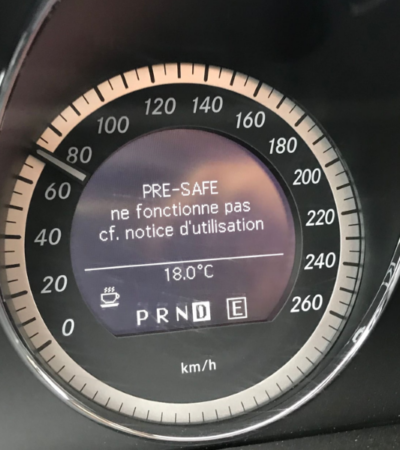 120 140
100 160
80 180
60 200
40 220
20 240
0 260
PRE-SAFE
ne fonctionne pas
cf. notice d'utilisation
18.0°C
P R N D E
km/h